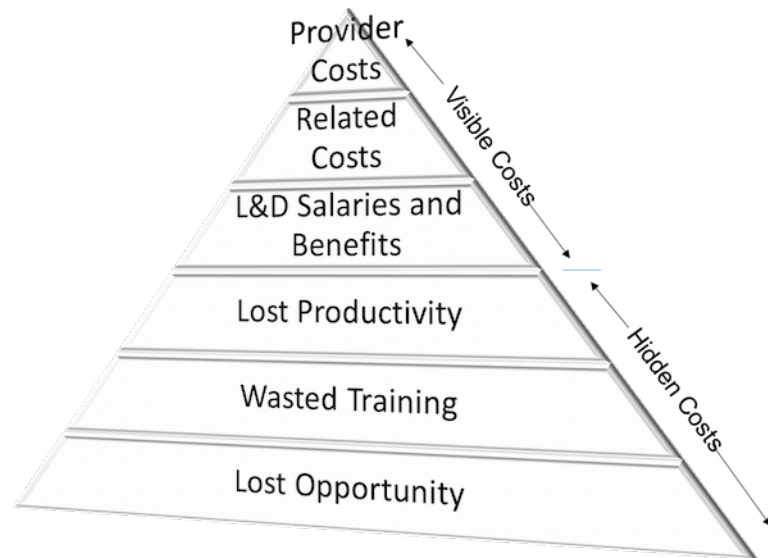 Provider
Costs
Related
Costs
L&D Salaries and
Benefits
Lost Productivity
Wasted Training
Lost Opportunity
Visible Costs
Hidden Costs